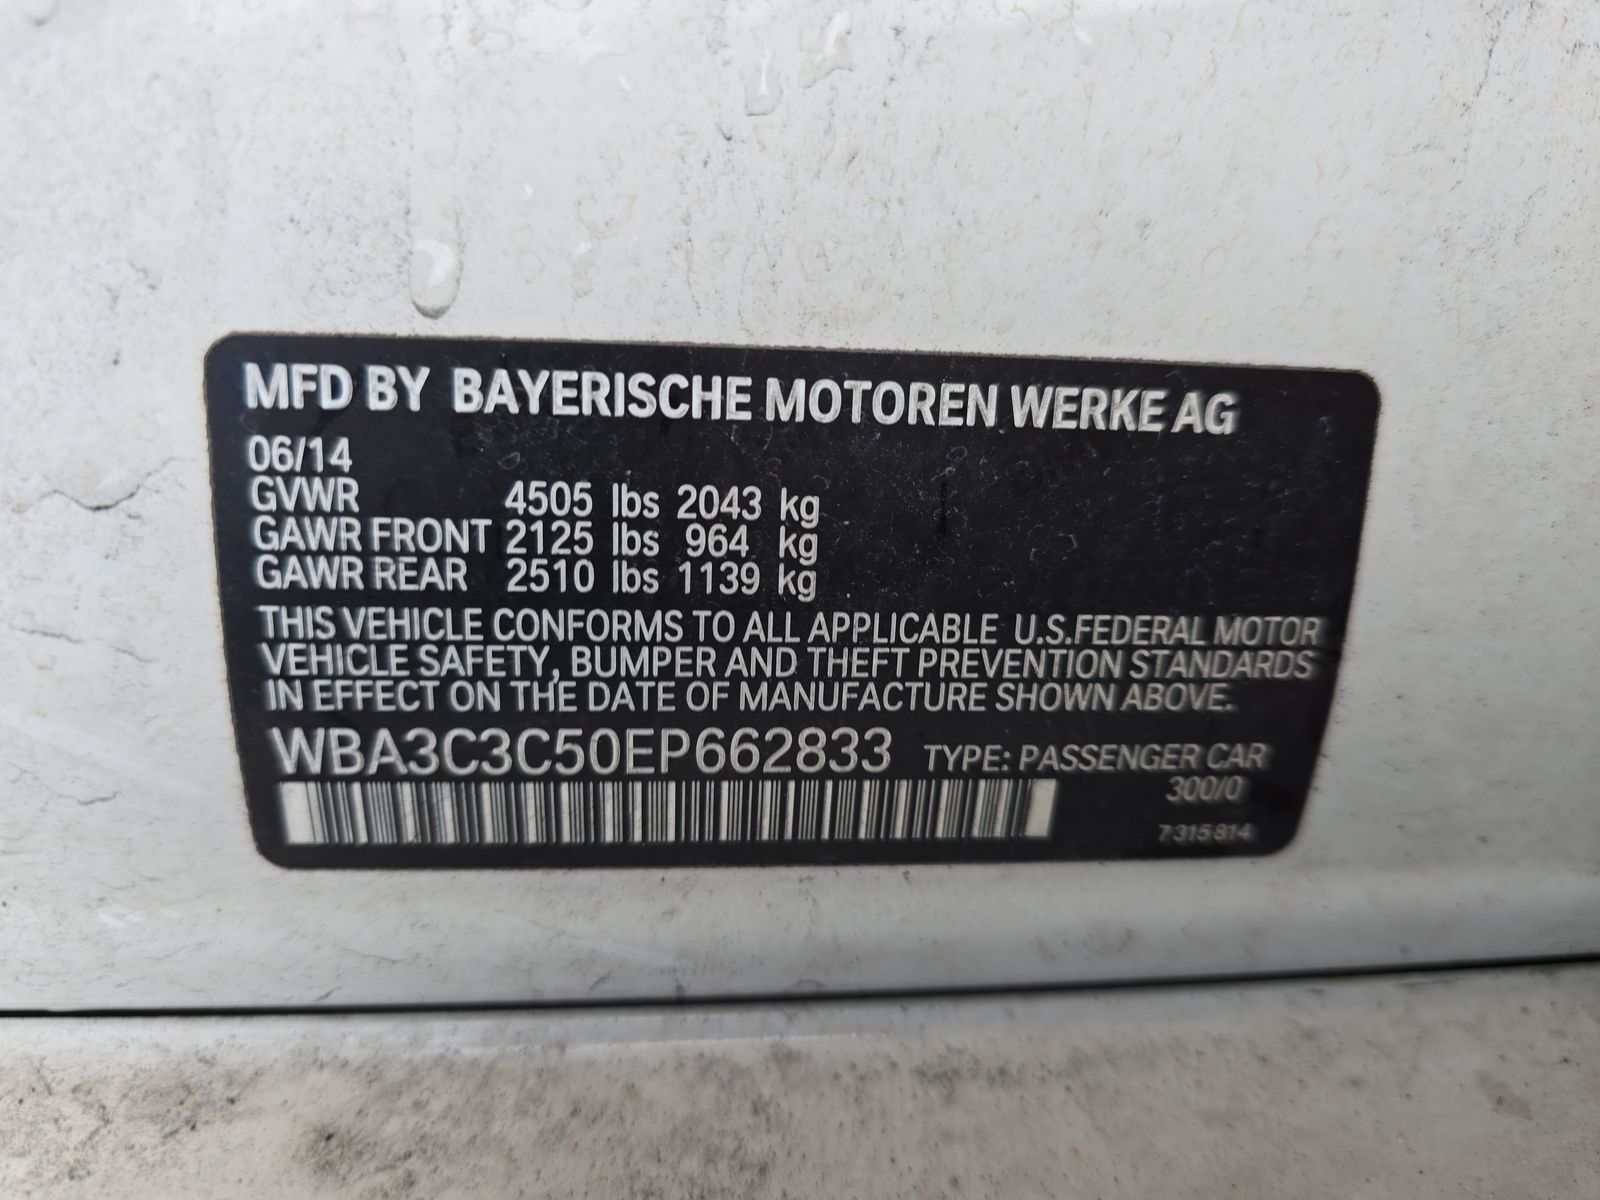 MFD BY BAYERISCHE MOTOREN WERKE AG
06/14
GVWR 4505 lbs 2043 kg
GAWR FRONT 2125 lbs 964 kg
GAWR REAR 2510 lbs 1139 kg
THIS VEHICLE CONFORMS TO ALL APPLICABLE U.S.FEDERAL MOTOR
VEHICLE SAFETY, BUMPER AND THEFT PREVENTION STANDARDS
IN EFFECT ON THE DATE OF MANUFACTURE SHOWN ABOVE.
WBA3C3C50EP662833 TYPE: PASSENGER CAR
300/0
7 315 814